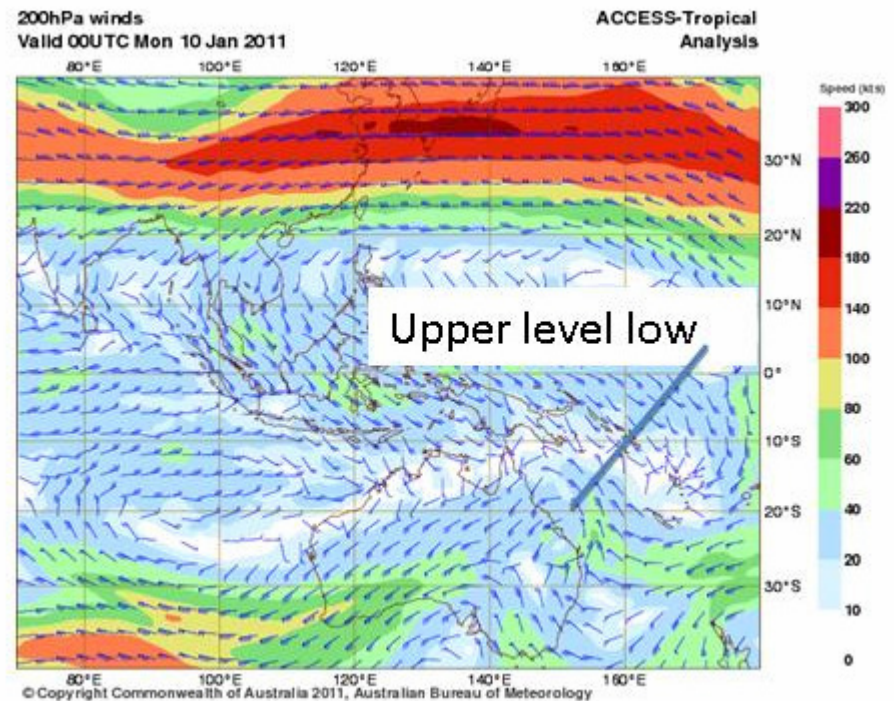 200hPa winds
ACCESS-Tropical
Valid 00UTC Mon 10 Jan 2011
Analysis
80°E 100°E 120°E 140°E 160°E
Speed (kts)
300
260
220
180
140
100
80
60
40
20
10
0
30°N
20°N
10°N
0°
10°S
20°S
30°S
Upper level low
80°E 100°E 120°E 140°E 160°E
© Copyright Commonwealth of Australia 2011, Australian Bureau of Meteorology